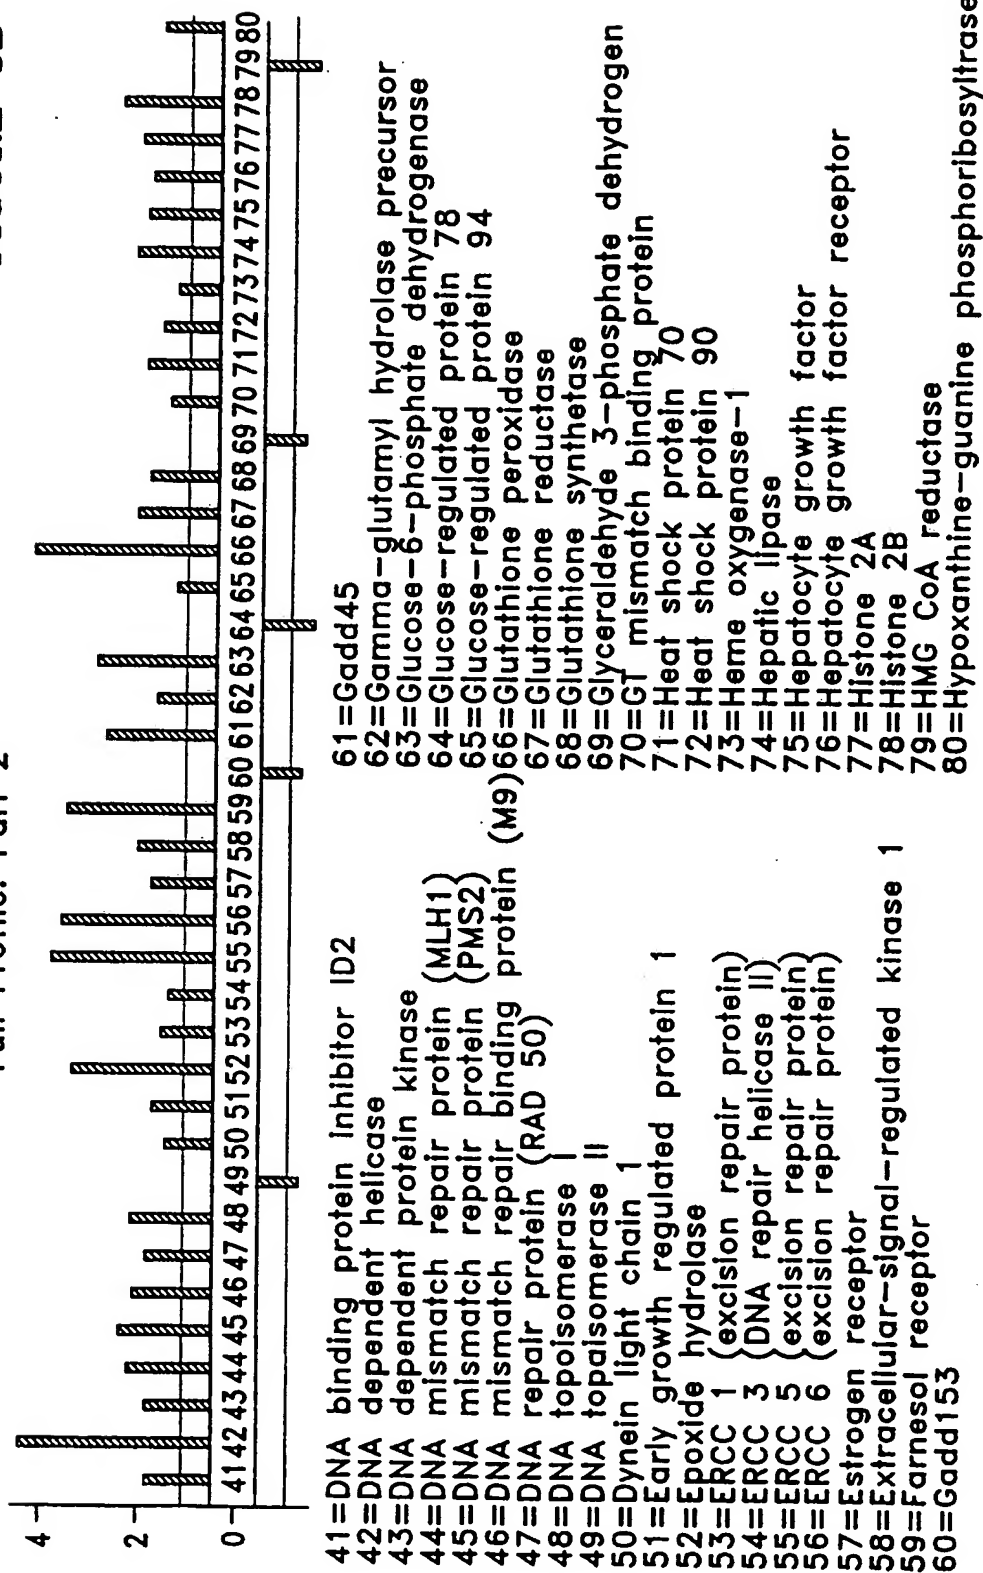 4
2
0
41 42 43 44 45 46 47 48 49 50 51 52 53 54 55 56 57 58 59 60 61 62 63 64 65 66 67 68 69 70 71 72 73 74 75 76 77 78 79 80
41=DNA binding protein inhibitor ID2
42=DNA dependent helicase
43=DNA dependent protein kinase
44=DNA mismatch repair protein (MLH1)
45=DNA mismatch repair protein (PMS2)
46=DNA mismatch repair binding protein (M9)
47=DNA repair protein (RAD 50)
48=DNA topoisomerase I
49=DNA topaisomerase II
50=Dynein light chain 1
51=Early growth regulated protein 1
52=Epoxide hydrolase
53=ERCC 1 (excision repair protein)
54=ERCC 3 (DNA repair helicase II)
55=ERCC 5 (excision repair protein)
56=ERCC 6 (excision repair protein)
57=Estrogen receptor
58=Extracellular-signal-regulated kinase 1
59=Farnesol receptor
60=Gadd153
61=Gadd45
62=Gamma-glutamyl hydrolase precursor
63=Glucose-6-phosphate dehydrogenase
64=Glucose-regulated protein 78
65=Glucose-regulated protein 94
66=Glutathione peroxidase
67=Glutathione reductase
68=Glutathione synthetase
69=Glyceraldehyde 3-phosphate dehydrogen
70=GT mismatch binding protein
71=Heat shock protein 70
72=Heat shock protein 90
73=Heme oxygenase-1
74=Hepatic lipase
75=Hepatocyte growth factor
76=Hepatocyte growth factor receptor
77=Histone 2A
78=Histone 2B
79=HMG CoA reductase
80=Hypoxanthine-guanine phosphoribosyltrase